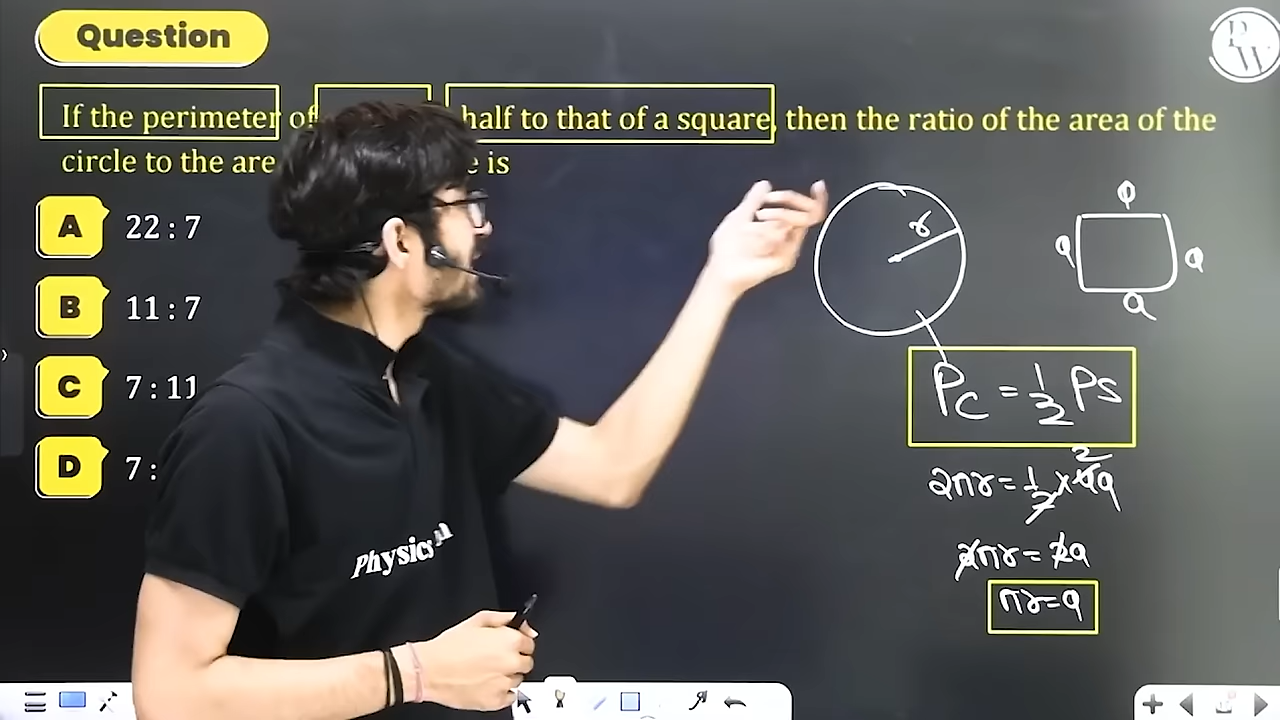 Question
PW
If the perimeter of half to that of a square, then the ratio of the area of the
circle to the are is
A 22 : 7
B 11 : 7
C 7 : 11
D 7 :
r
a
a
a
a
Pc = 1/2 Ps
2πr = 1/2 × 4a
2
2πr = 2a
πr = a
Physics